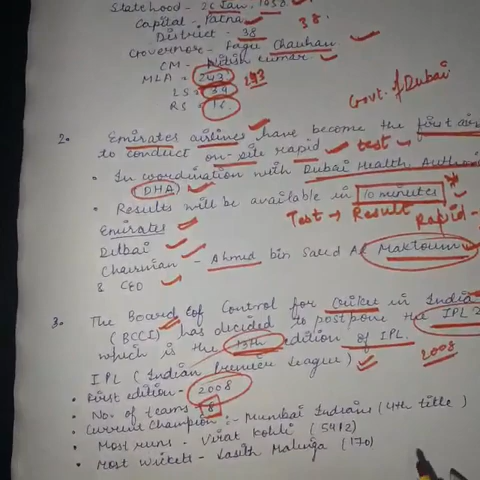 Statehood - 26 Jan, 1950.
Capital - Patna 38.
District - 38
Governor - Fagu Chauhan
CM - Nitish Kumar
MLA = 243 243
LS = 39
RS = 16
Govt. of Dubai
2. Emirates airlines have become the first
to conduct on-site rapid test
• In coordination with Dubai Health
(DHA)
• Results will be available in 10 minutes
Test → Result Rapid -
Emirates
Dubai
Chairman - Ahmed bin Saeed Al Maktoum
& CEO
3. The Board of Control for Cricket in India
(BCCI) has decided to postpone the IPL
which is the 13th edition of IPL.
IPL (Indian Premier League) 2008
• First edition - 2008
• No. of teams - 8
• Current Champion :- Mumbai Indians (4th title)
• Most runs - Virat Kohli (5412)
• Most wickets - Lasith Malinga (170)